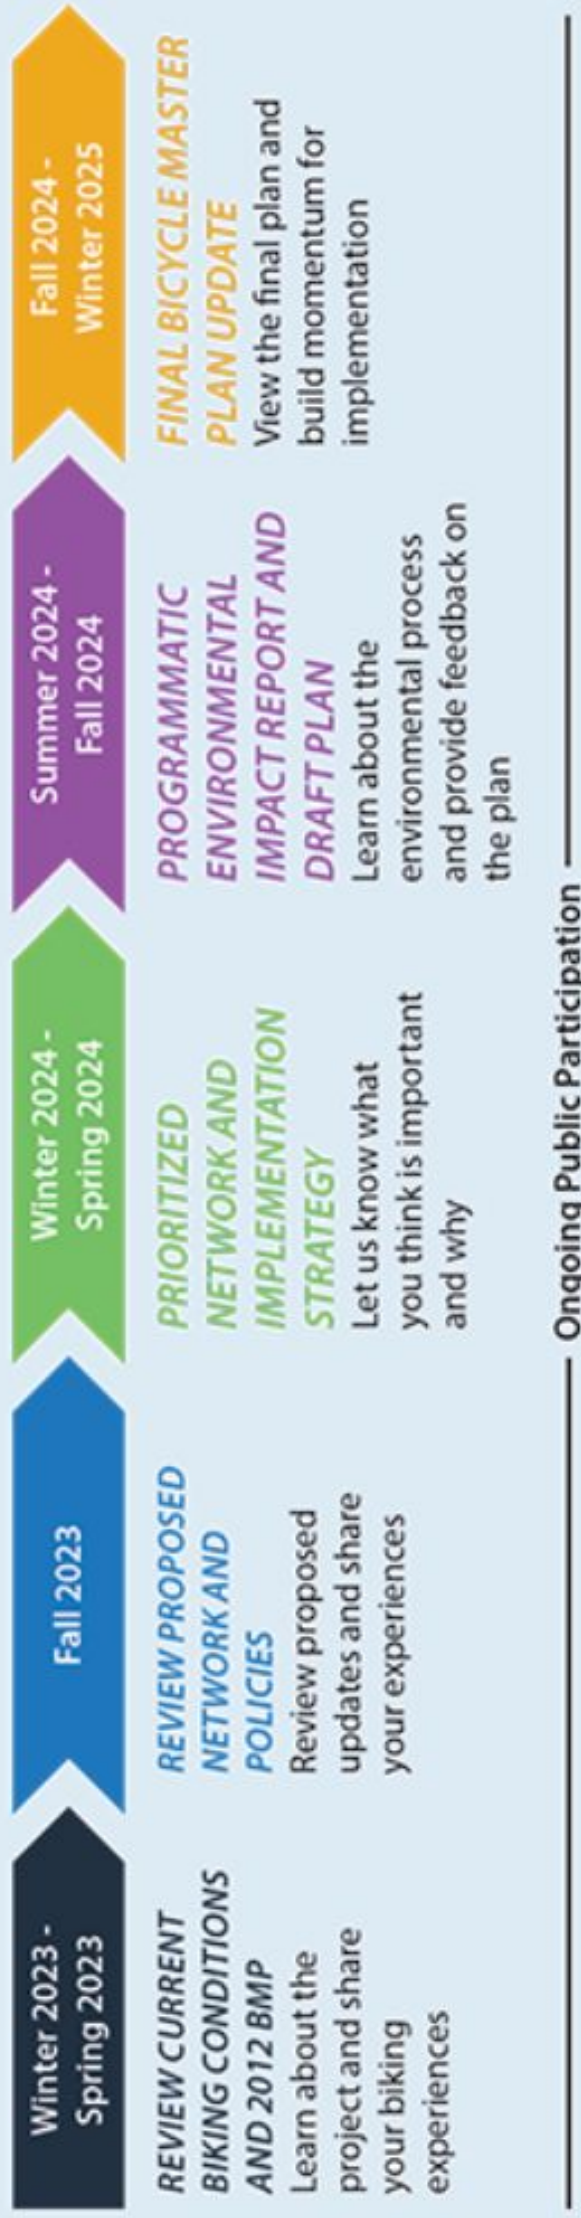 Winter 2023 -
Spring 2023
REVIEW CURRENT
BIKING CONDITIONS
AND 2012 BMP
Learn about the
project and share
your biking
experiences
Fall 2023
REVIEW PROPOSED
NETWORK AND
POLICIES
Review proposed
updates and share
your experiences
Winter 2024 -
Spring 2024
PRIORITIZED
NETWORK AND
IMPLEMENTATION
STRATEGY
Let us know what
you think is important
and why
Summer 2024 -
Fall 2024
PROGRAMMATIC
ENVIRONMENTAL
IMPACT REPORT AND
DRAFT PLAN
Learn about the
environmental process
and provide feedback on
the plan
Fall 2024 -
Winter 2025
FINAL BICYCLE MASTER
PLAN UPDATE
View the final plan and
build momentum for
implementation
Ongoing Public Participation